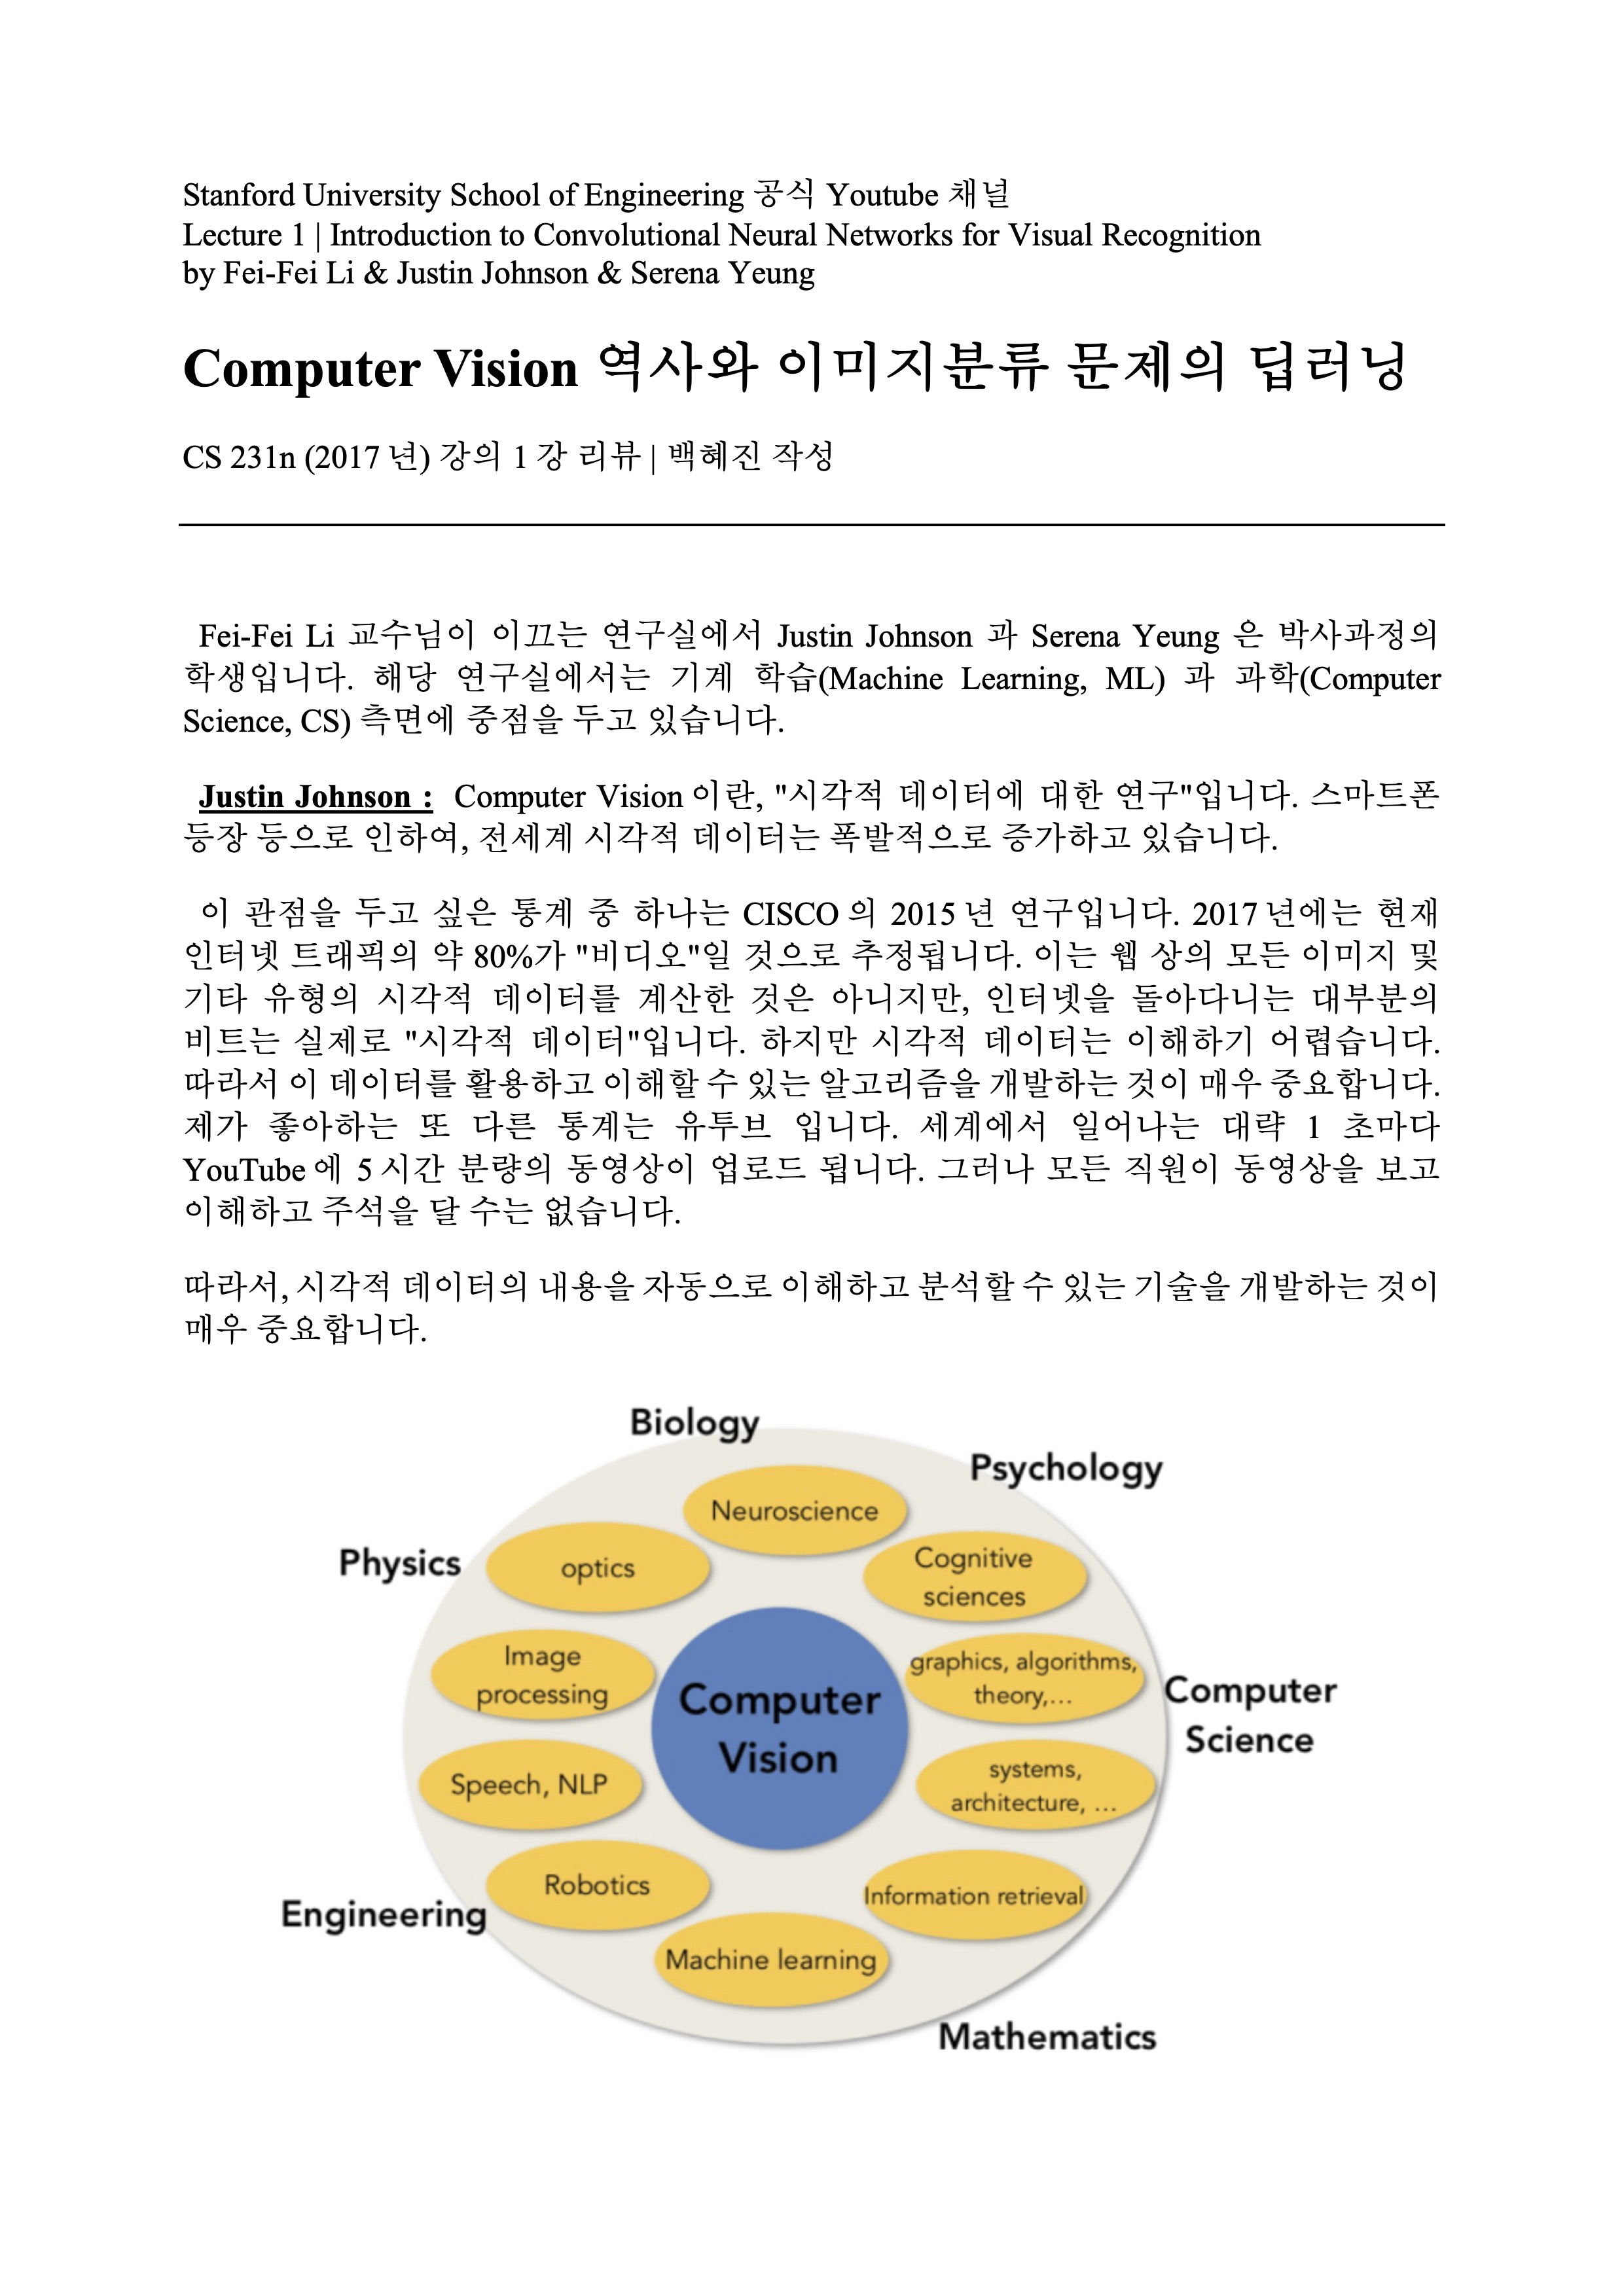 Stanford University School of Engineering 공식 Youtube 채널
Lecture 1 | Introduction to Convolutional Neural Networks for Visual Recognition
by Fei-Fei Li & Justin Johnson & Serena Yeung
Computer Vision 역사와 이미지분류 문제의 딥러닝
CS 231n (2017 년) 강의 1 강 리뷰 | 백혜진 작성
Fei-Fei Li 교수님이 이끄는 연구실에서 Justin Johnson 과 Serena Yeung 은 박사과정의
학생입니다. 해당 연구실에서는 기계 학습(Machine Learning, ML) 과 과학(Computer
Science, CS) 측면에 중점을 두고 있습니다.
Justin Johnson : Computer Vision 이란, "시각적 데이터에 대한 연구"입니다. 스마트폰
등장 등으로 인하여, 전세계 시각적 데이터는 폭발적으로 증가하고 있습니다.
이 관점을 두고 싶은 통계 중 하나는 CISCO 의 2015 년 연구입니다. 2017 년에는 현재
인터넷 트래픽의 약 80%가 "비디오"일 것으로 추정됩니다. 이는 웹 상의 모든 이미지 및
기타 유형의 시각적 데이터를 계산한 것은 아니지만, 인터넷을 돌아다니는 대부분의
비트는 실제로 "시각적 데이터"입니다. 하지만 시각적 데이터는 이해하기 어렵습니다.
따라서 이 데이터를 활용하고 이해할 수 있는 알고리즘을 개발하는 것이 매우 중요합니다.
제가 좋아하는 또 다른 통계는 유투브 입니다. 세계에서 일어나는 대략 1 초마다
YouTube 에 5 시간 분량의 동영상이 업로드 됩니다. 그러나 모든 직원이 동영상을 보고
이해하고 주석을 달 수는 없습니다.
따라서, 시각적 데이터의 내용을 자동으로 이해하고 분석할 수 있는 기술을 개발하는 것이
매우 중요합니다.
Biology
Psychology
Neuroscience
Physics
optics
Cognitive
sciences
Image
processing
graphics, algorithms,
theory,...
Computer
Vision
Computer
Science
Speech, NLP
systems,
architecture, ...
Robotics
Information retrieval
Engineering
Machine learning
Mathematics